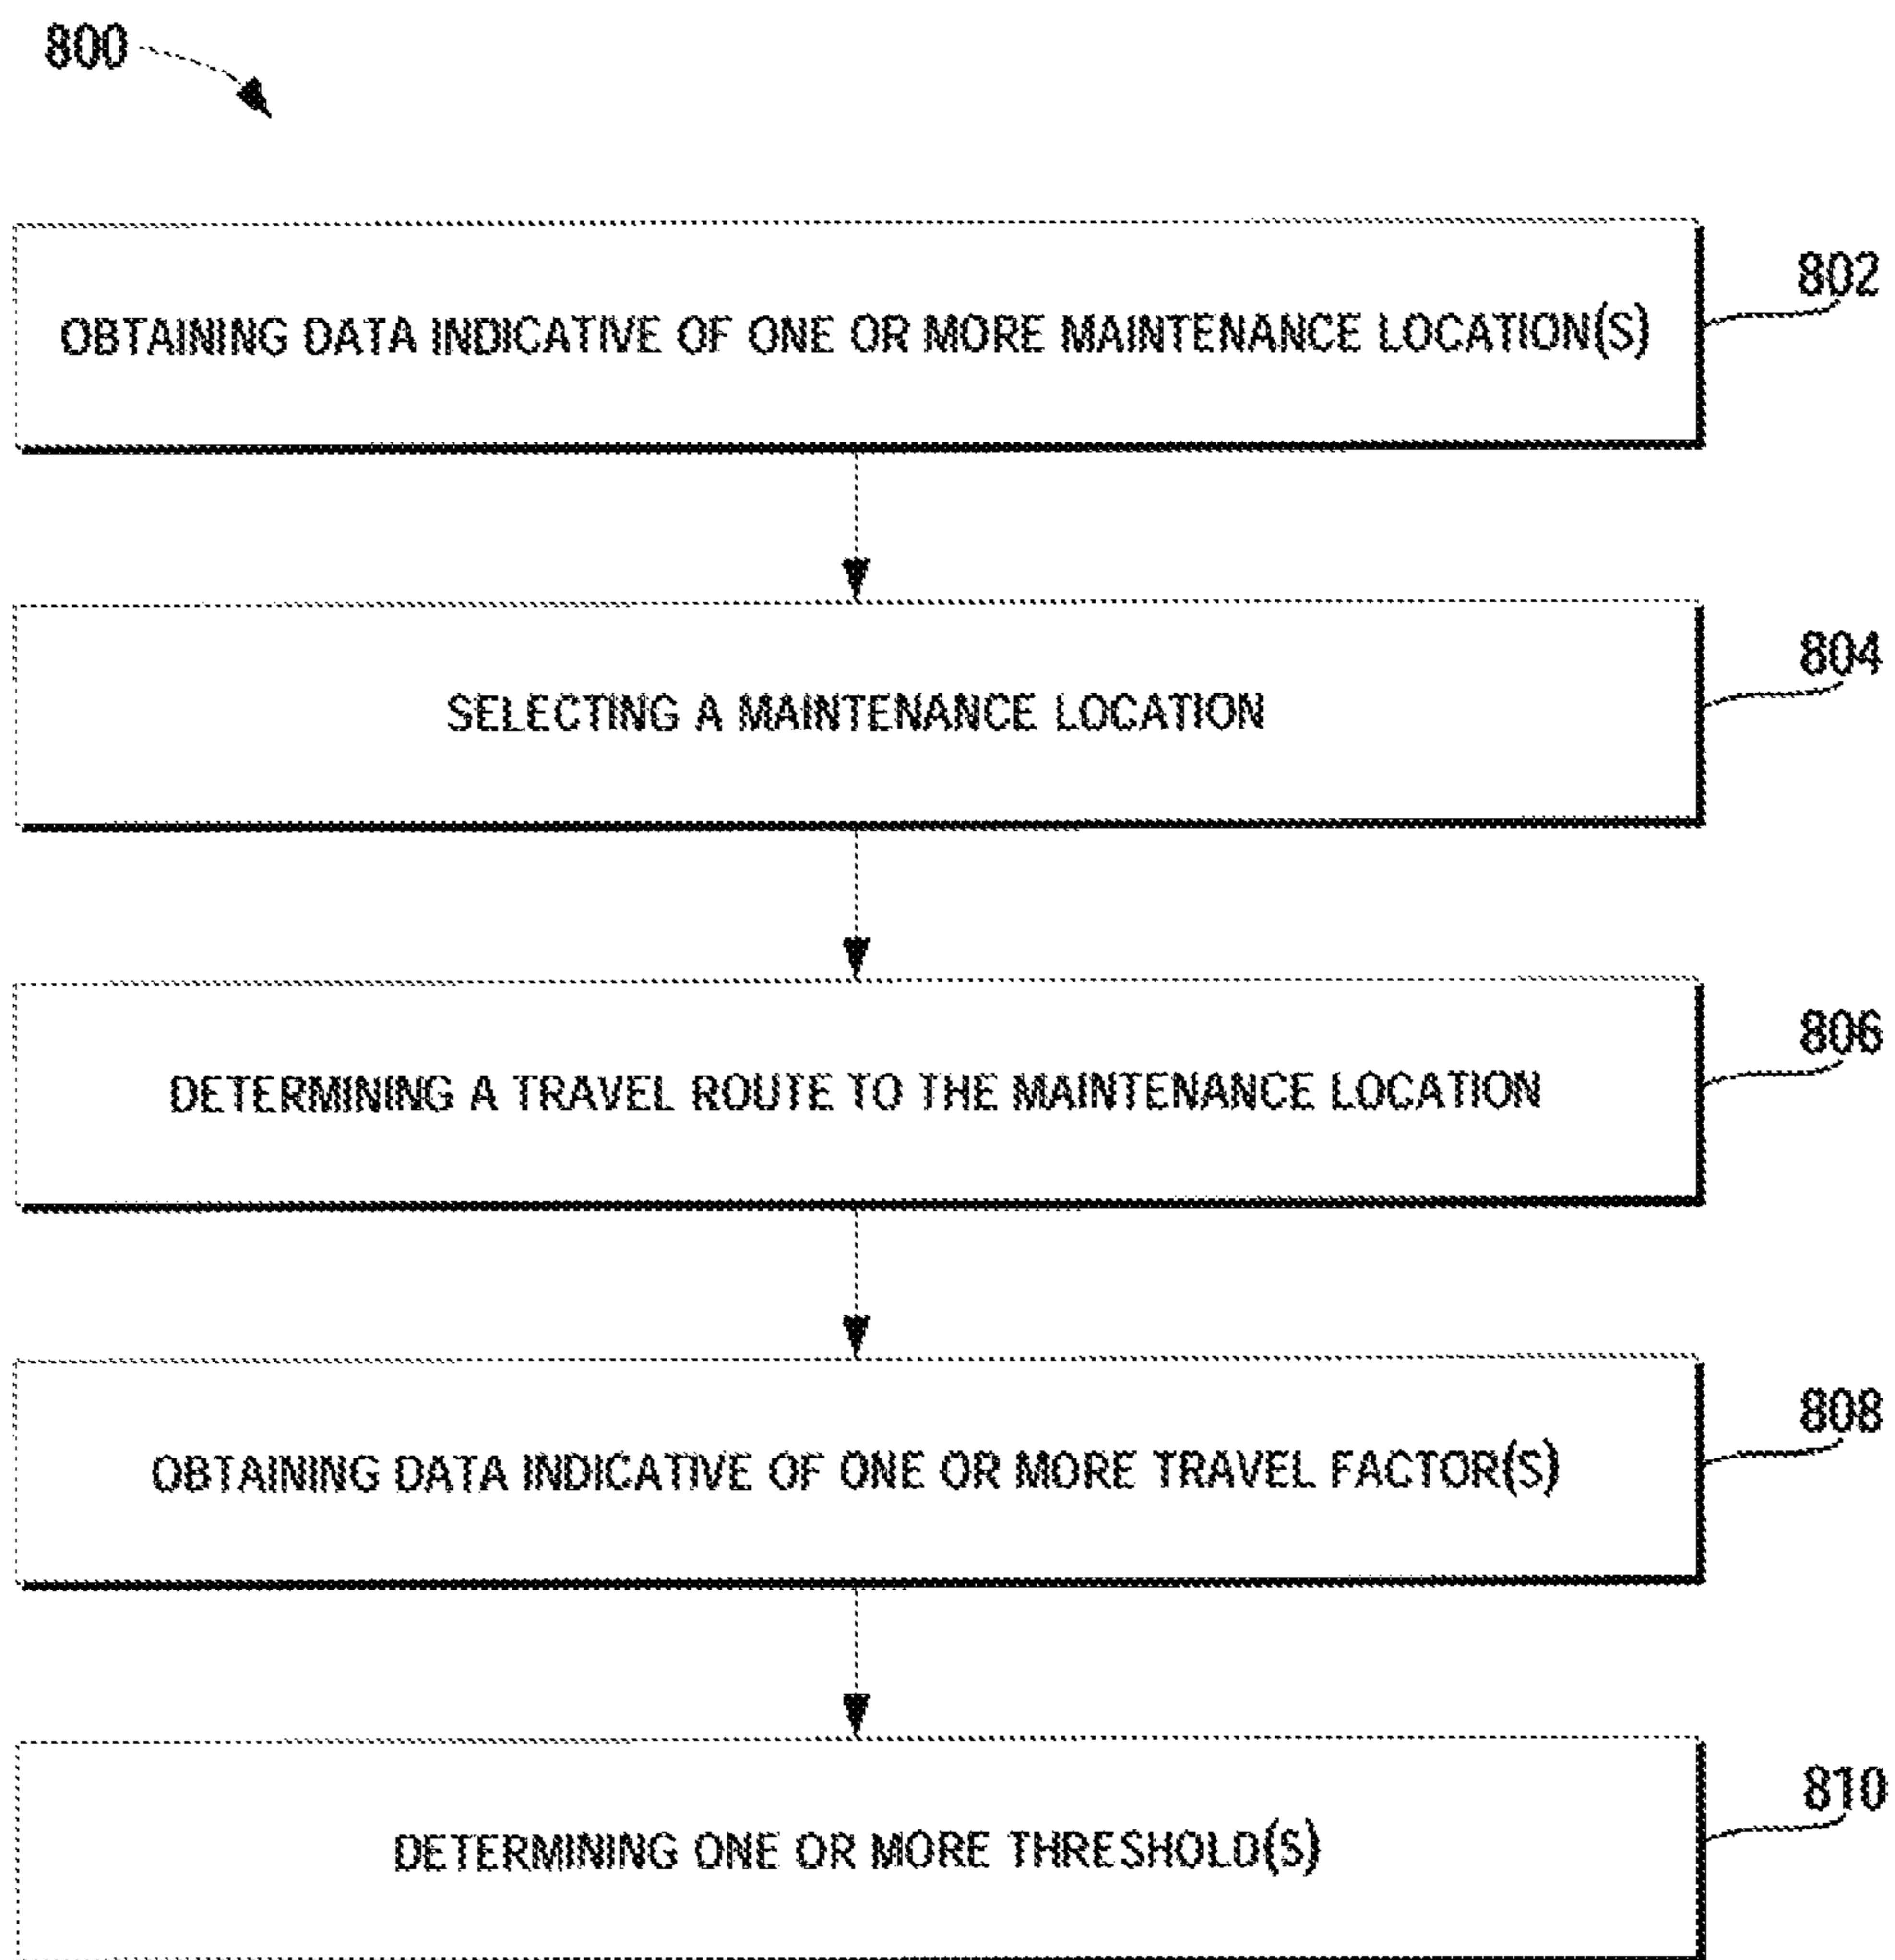 800
OBTAINING DATA INDICATIVE OF ONE OR MORE MAINTENANCE LOCATION(S)
802
SELECTING A MAINTENANCE LOCATION
804
DETERMINING A TRAVEL ROUTE TO THE MAINTENANCE LOCATION
806
OBTAINING DATA INDICATIVE OF ONE OR MORE TRAVEL FACTOR(S)
808
DETERMINING ONE OR MORE THRESHOLD(S)
810